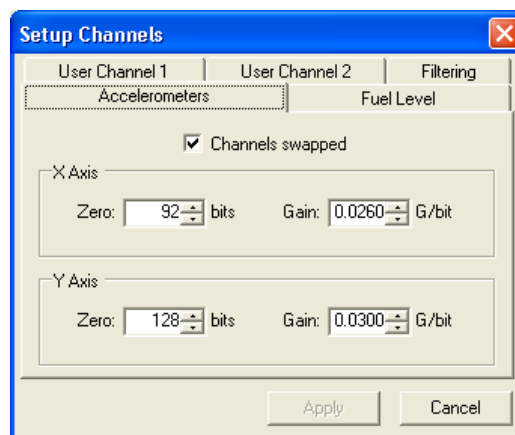 Setup Channels
User Channel 1 User Channel 2 Filtering
Accelerometers Fuel Level
Channels swapped
X Axis
Zero: 92 bits Gain: 0.0260 G/bit
Y Axis
Zero: 128 bits Gain: 0.0300 G/bit
Apply Cancel